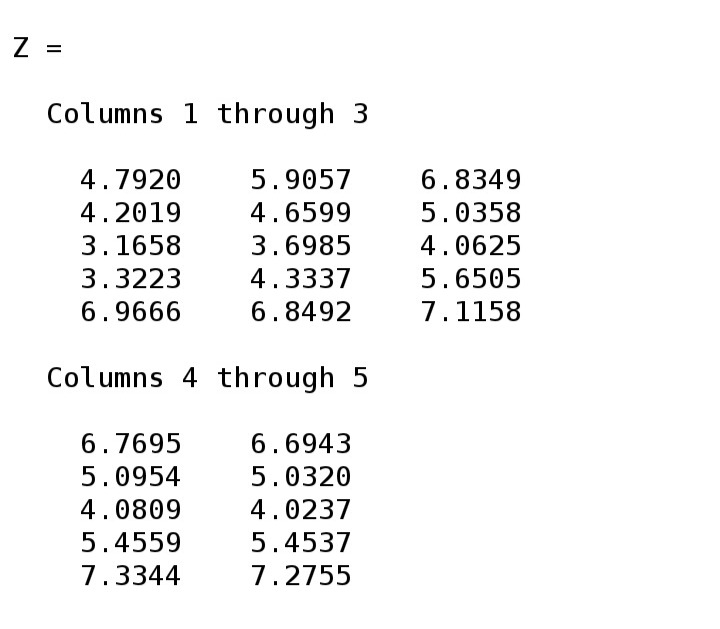 Z =
Columns 1 through 3
4.7920 5.9057 6.8349
4.2019 4.6599 5.0358
3.1658 3.6985 4.0625
3.3223 4.3337 5.6505
6.9666 6.8492 7.1158
Columns 4 through 5
6.7695 6.6943
5.0954 5.0320
4.0809 4.0237
5.4559 5.4537
7.3344 7.2755